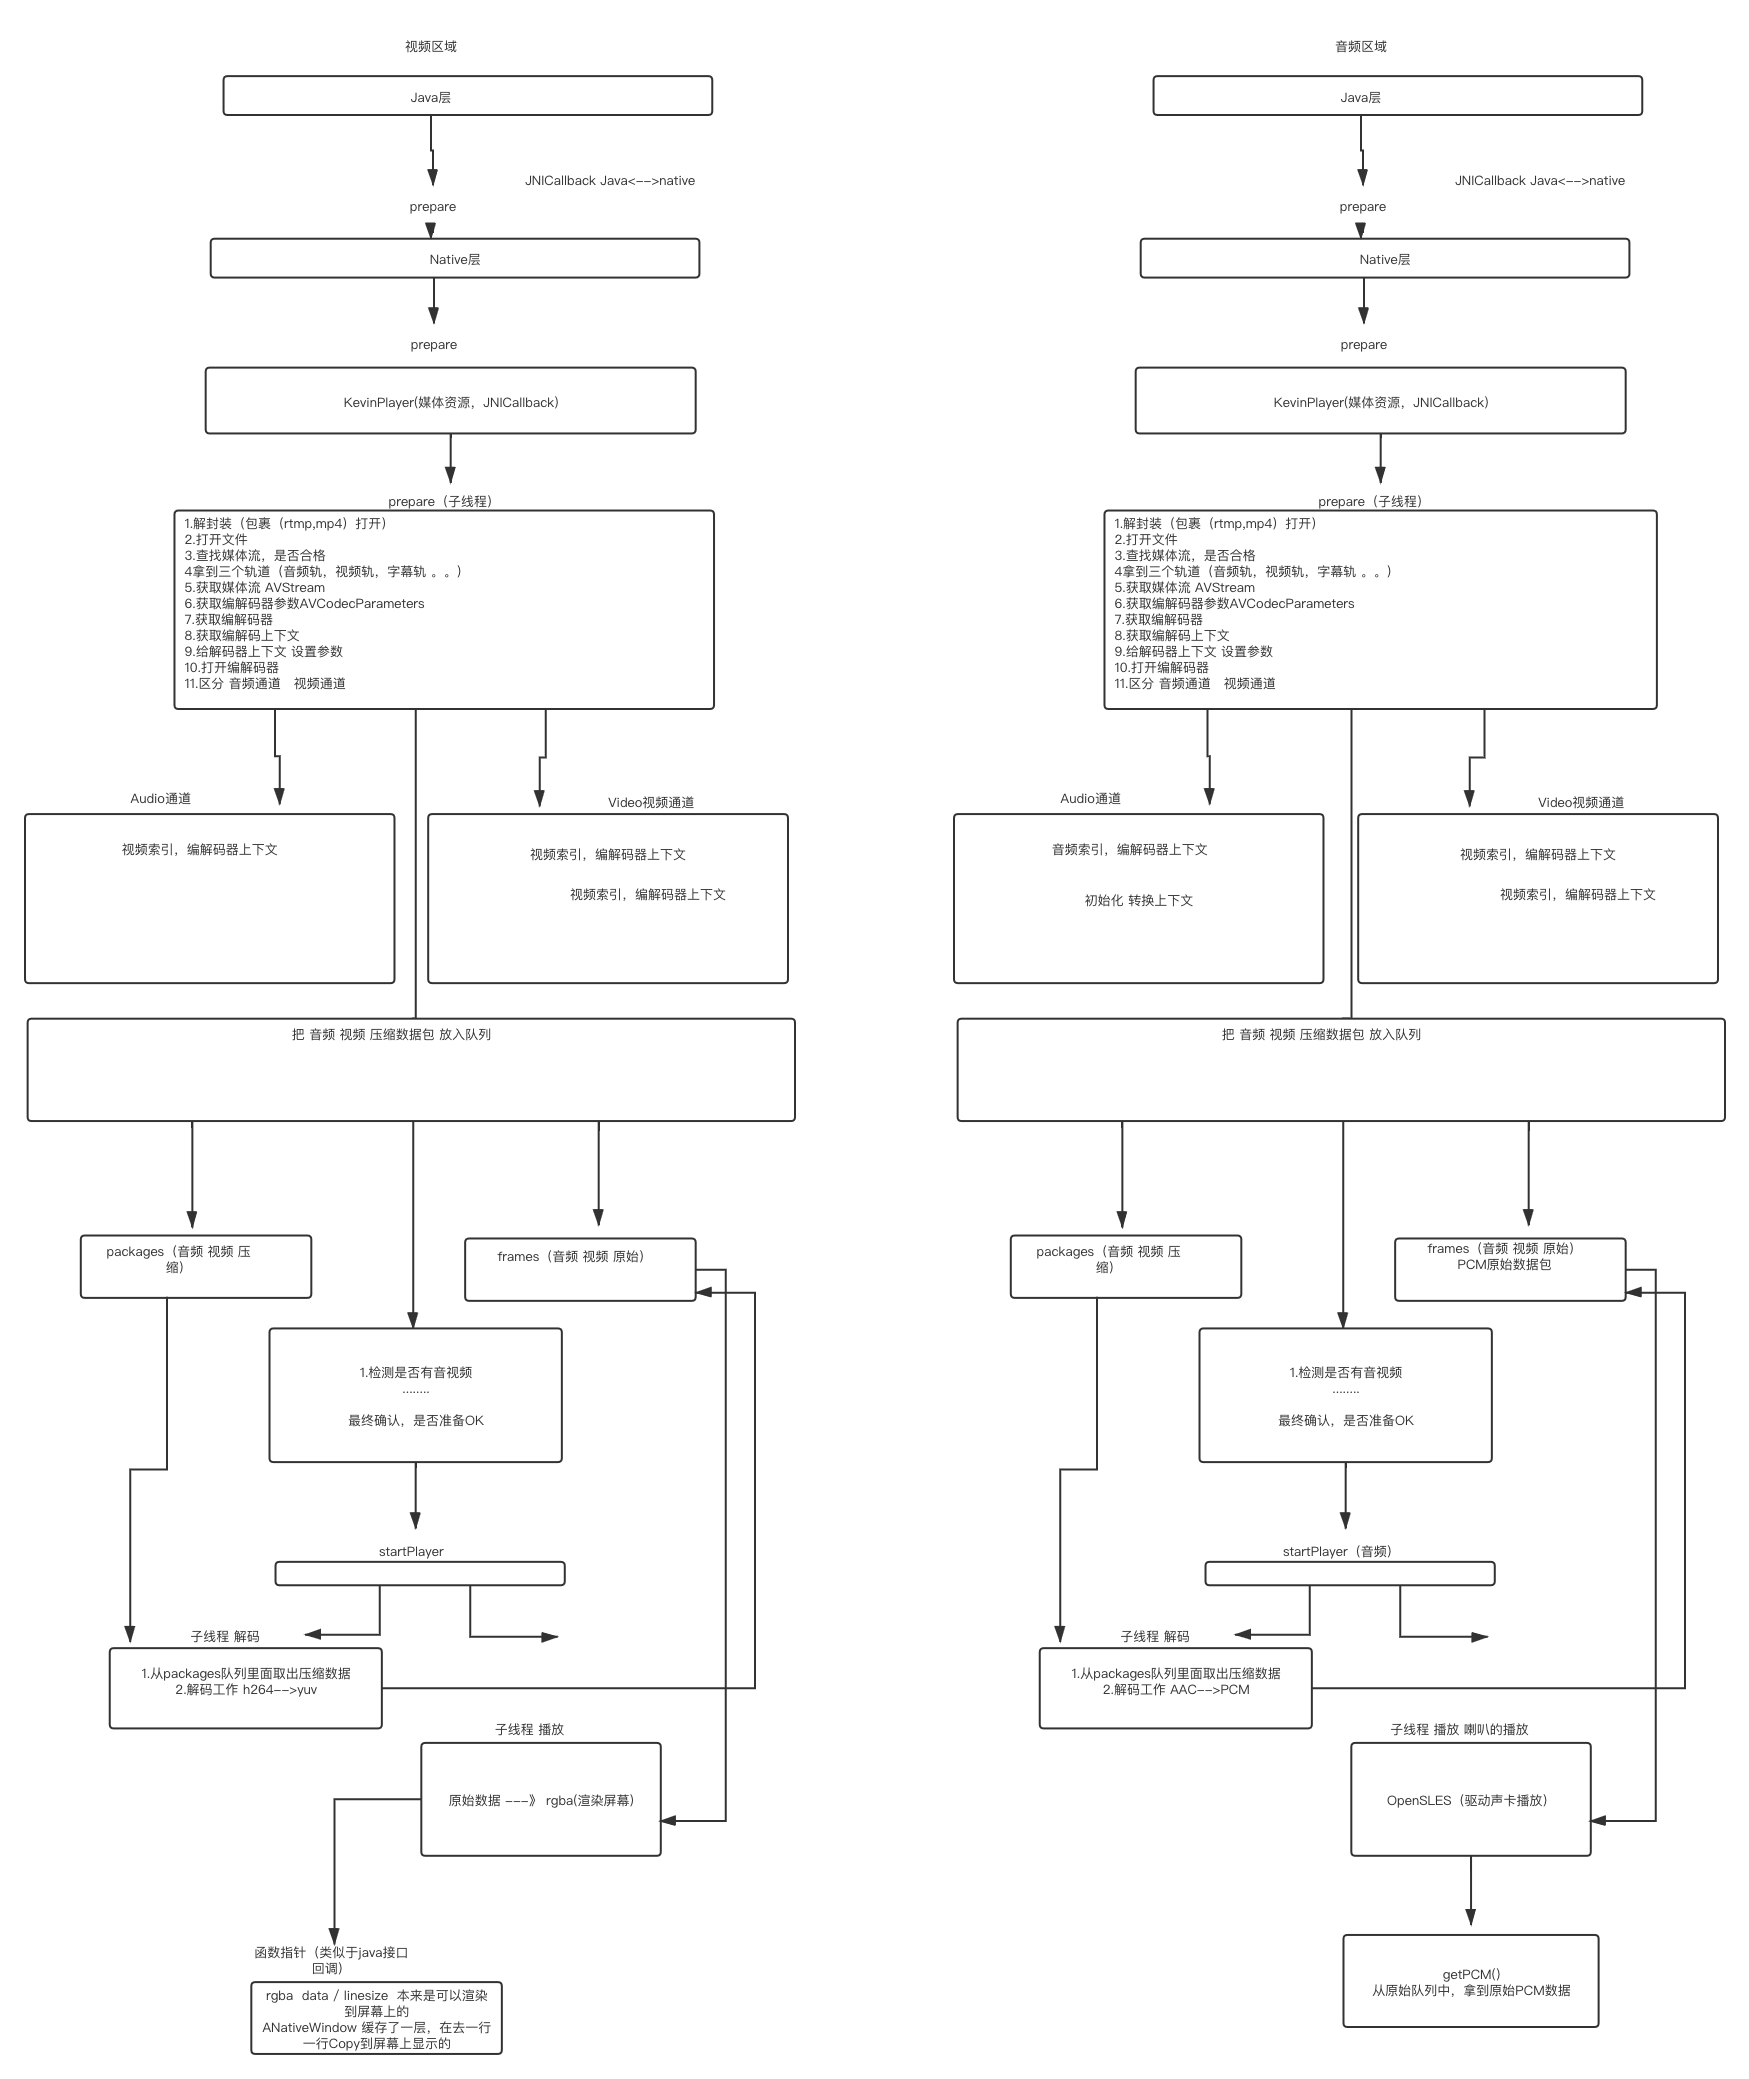 视频区域
Java层
JNICallback Java<-->native
prepare
Native层
prepare
KevinPlayer(媒体资源，JNICallback)
prepare（子线程）
1.解封装（包裹（rtmp,mp4）打开）
2.打开文件
3.查找媒体流，是否合格
4拿到三个轨道（音频轨，视频轨，字幕轨 。。）
5.获取媒体流 AVStream
6.获取编解码器参数AVCodecParameters
7.获取编解码器
8.获取编解码上下文
9.给解码器上下文 设置参数
10.打开编解码器
11.区分 音频通道 视频通道
Audio通道
Video视频通道
视频索引，编解码器上下文
视频索引，编解码器上下文
视频索引，编解码器上下文
把 音频 视频 压缩数据包 放入队列
packages（音频 视频 压
缩）
frames（音频 视频 原始）
1.检测是否有音视频
........
最终确认，是否准备OK
startPlayer
子线程 解码
1.从packages队列里面取出压缩数据
2.解码工作 h264-->yuv
子线程 播放
原始数据 ---》 rgba(渲染屏幕)
函数指针（类似于java接口
回调）
rgba data / linesize 本来是可以渲染
到屏幕上的
ANativeWindow 缓存了一层，在去一行
一行Copy到屏幕上显示的
音频区域
Java层
JNICallback Java<-->native
prepare
Native层
prepare
KevinPlayer(媒体资源，JNICallback)
prepare（子线程）
1.解封装（包裹（rtmp,mp4）打开）
2.打开文件
3.查找媒体流，是否合格
4拿到三个轨道（音频轨，视频轨，字幕轨 。。）
5.获取媒体流 AVStream
6.获取编解码器参数AVCodecParameters
7.获取编解码器
8.获取编解码上下文
9.给解码器上下文 设置参数
10.打开编解码器
11.区分 音频通道 视频通道
Audio通道
Video视频通道
音频索引，编解码器上下文
初始化 转换上下文
视频索引，编解码器上下文
视频索引，编解码器上下文
把 音频 视频 压缩数据包 放入队列
packages（音频 视频 压
缩）
frames（音频 视频 原始）
PCM原始数据包
1.检测是否有音视频
........
最终确认，是否准备OK
startPlayer（音频）
子线程 解码
1.从packages队列里面取出压缩数据
2.解码工作 AAC-->PCM
子线程 播放 喇叭的播放
OpenSLES（驱动声卡播放）
getPCM()
从原始队列中，拿到原始PCM数据